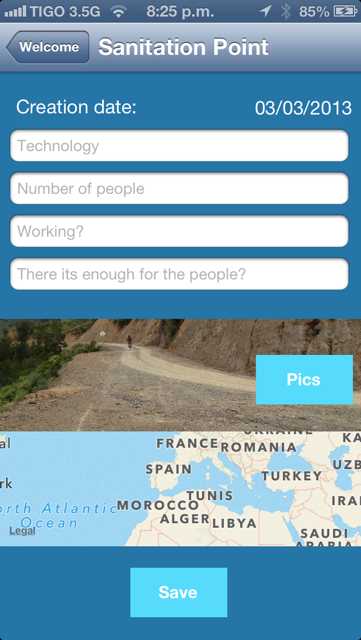 TIGO 3.5G 8:25 p.m. 85%
Welcome Sanitation Point
Creation date: 03/03/2013
Technology
Number of people
Working?
There its enough for the people?
Pics
UKRAINE
al FRANCE ROMANIA KA
rk SPAIN TURKEY UZB
TUNIS
orth Atlantic MOROCCO IRA
Ocean ALGER LIBYA
Legal SAUDI
ARABIA
Save